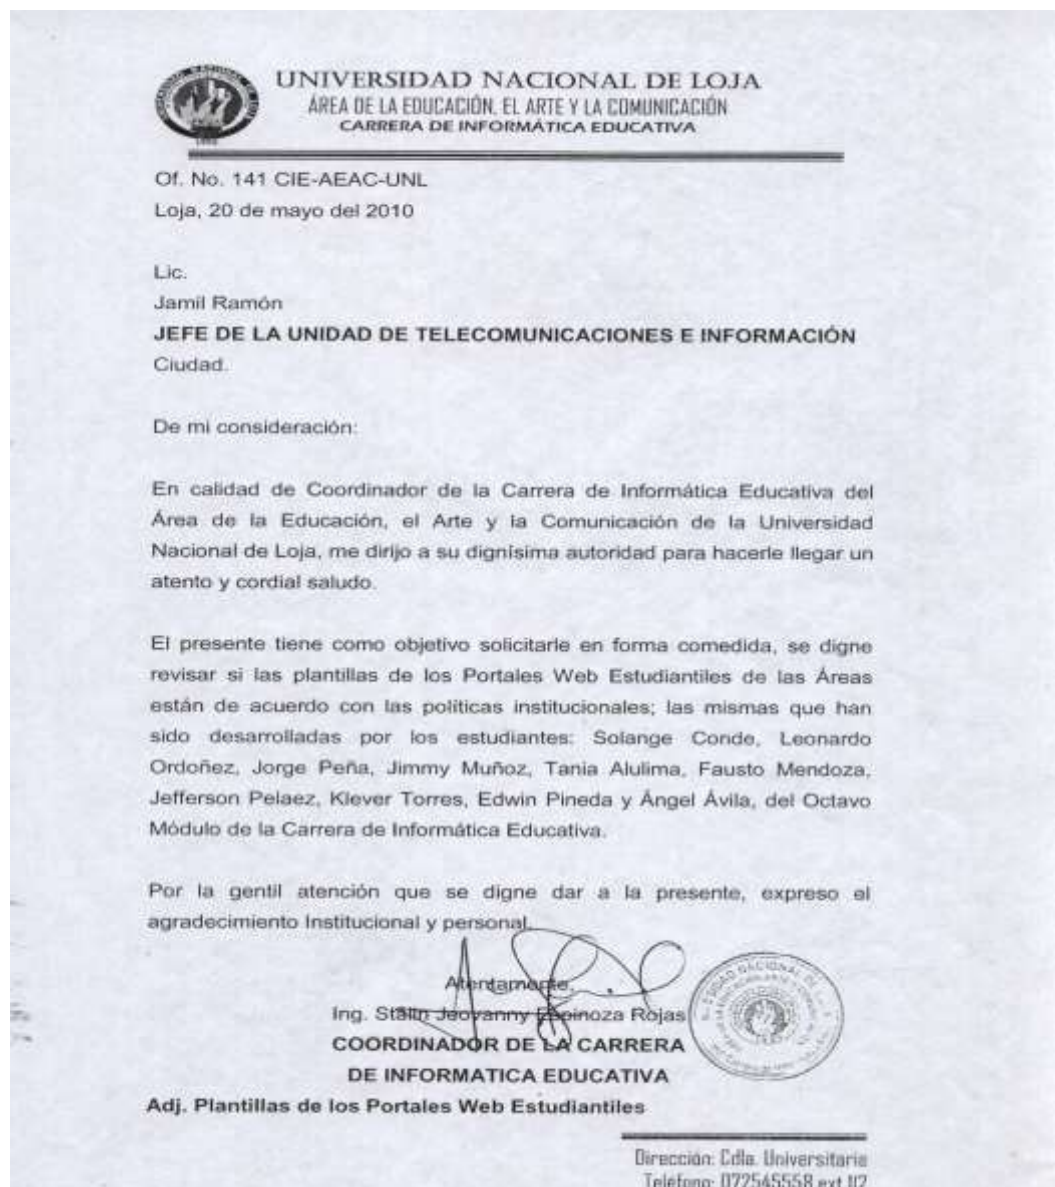 UNIVERSIDAD NACIONAL DE LOJA
ÁREA DE LA EDUCACIÓN, EL ARTE Y LA COMUNICACIÓN
CARRERA DE INFORMÁTICA EDUCATIVA
Of. No. 141 CIE-AEAC-UNL
Loja, 20 de mayo del 2010
Lic.
Jamil Ramón
JEFE DE LA UNIDAD DE TELECOMUNICACIONES E INFORMACIÓN
Ciudad.
De mi consideración:
En calidad de Coordinador de la Carrera de Informática Educativa del
Área de la Educación, el Arte y la Comunicación de la Universidad
Nacional de Loja, me dirijo a su dignísima autoridad para hacerle llegar un
atento y cordial saludo.
El presente tiene como objetivo solicitarle en forma comedida, se digne
revisar si las plantillas de los Portales Web Estudiantiles de las Áreas
están de acuerdo con las políticas institucionales; las mismas que han
sido desarrolladas por los estudiantes: Solange Conde, Leonardo
Ordoñez, Jorge Peña, Jimmy Muñoz, Tania Alulima, Fausto Mendoza,
Jefferson Pelaez, Klever Torres, Edwin Pineda y Ángel Ávila, del Octavo
Módulo de la Carrera de Informática Educativa.
Por la gentil atención que se digne dar a la presente, expreso el
agradecimiento Institucional y personal.
Atentamente,
Ing. Stalin Jeovanny Espinoza Rojas
COORDINADOR DE LA CARRERA
DE INFORMATICA EDUCATIVA
Adj. Plantillas de los Portales Web Estudiantiles
Dirección: Cdla. Universitaria
Teléfono: 072545558 ext 112